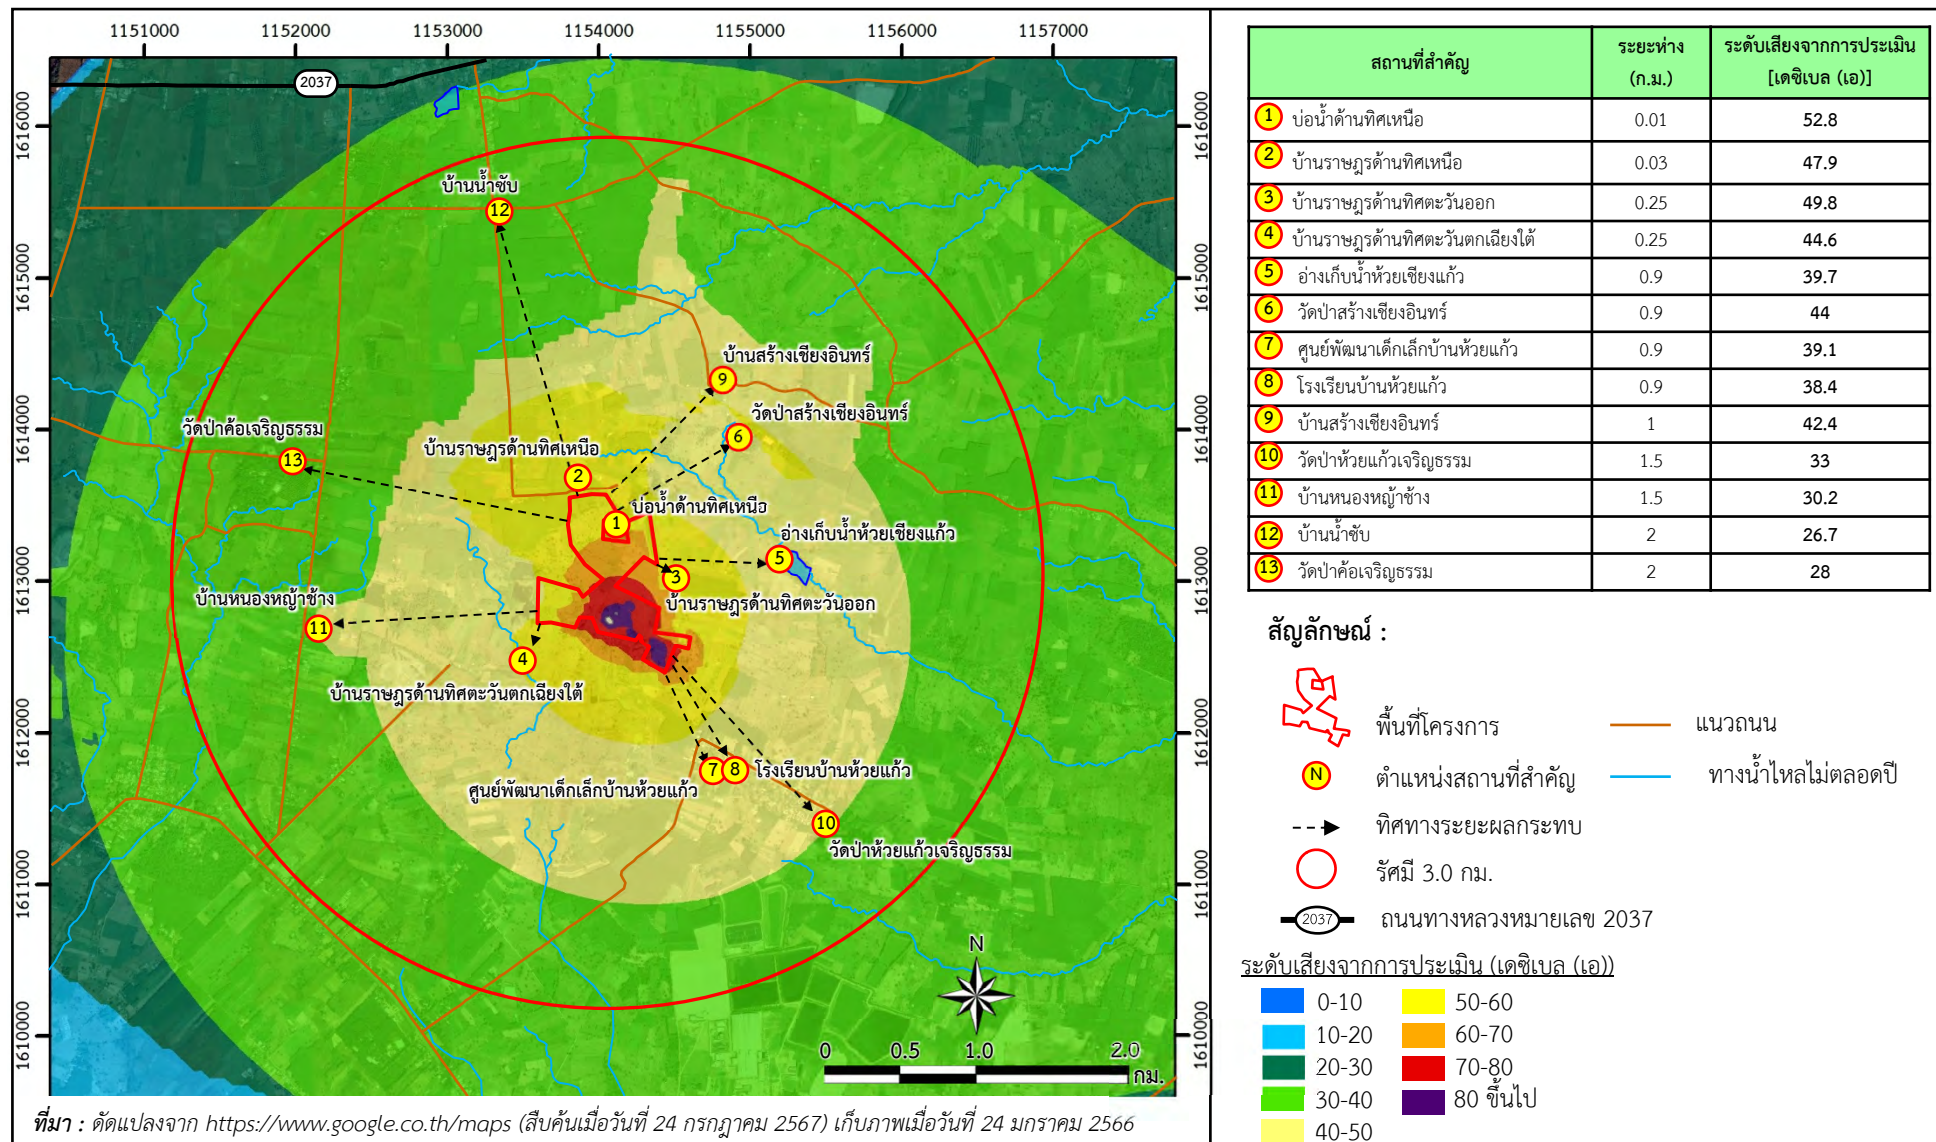 1151000 1152000 1153000 1154000 1155000 1156000 1157000
1616000
1615000
1614000
1613000
1612000
1611000
1610000
1616000
1615000
1614000
1613000
1612000
1611000
1610000
2037
บ้านน้ำซับ
12
บ้านสร้างเชียงอินทร์
9
วัดป่าสร้างเชียงอินทร์
6
วัดป่าค้อเจริญธรรม
13
บ้านราษฎรด้านทิศเหนือ
2
บ่อน้ำด้านทิศเหนือ
1
อ่างเก็บน้ำห้วยเชียงแก้ว
5
3
บ้านราษฎรด้านทิศตะวันออก
บ้านหนองหญ้าช้าง
11
4
บ้านราษฎรด้านทิศตะวันตกเฉียงใต้
7 8 โรงเรียนบ้านห้วยแก้ว
ศูนย์พัฒนาเด็กเล็กบ้านห้วยแก้ว
10
วัดป่าห้วยแก้วเจริญธรรม
N
0 0.5 1.0 2.0
กม.
ที่มา : ดัดแปลงจาก https://www.google.co.th/maps (สืบค้นเมื่อวันที่ 24 กรกฎาคม 2567) เก็บภาพเมื่อวันที่ 24 มกราคม 2566
สถานที่สำคัญ ระยะห่าง (ก.ม.) ระดับเสียงจากการประเมิน [เดซิเบล (เอ)]
1 บ่อน้ำด้านทิศเหนือ 0.01 52.8
2 บ้านราษฎรด้านทิศเหนือ 0.03 47.9
3 บ้านราษฎรด้านทิศตะวันออก 0.25 49.8
4 บ้านราษฎรด้านทิศตะวันตกเฉียงใต้ 0.25 44.6
5 อ่างเก็บน้ำห้วยเชียงแก้ว 0.9 39.7
6 วัดป่าสร้างเชียงอินทร์ 0.9 44
7 ศูนย์พัฒนาเด็กเล็กบ้านห้วยแก้ว 0.9 39.1
8 โรงเรียนบ้านห้วยแก้ว 0.9 38.4
9 บ้านสร้างเชียงอินทร์ 1 42.4
10 วัดป่าห้วยแก้วเจริญธรรม 1.5 33
11 บ้านหนองหญ้าช้าง 1.5 30.2
12 บ้านน้ำซับ 2 26.7
13 วัดป่าค้อเจริญธรรม 2 28
สัญลักษณ์ :
พื้นที่โครงการ แนวถนน
N ตำแหน่งสถานที่สำคัญ ทางน้ำไหลไม่ตลอดปี
ทิศทางระยะผลกระทบ
รัศมี 3.0 กม.
2037 ถนนทางหลวงหมายเลข 2037
ระดับเสียงจากการประเมิน (เดซิเบล (เอ))
0-10 50-60
10-20 60-70
20-30 70-80
30-40 80 ขึ้นไป
40-50